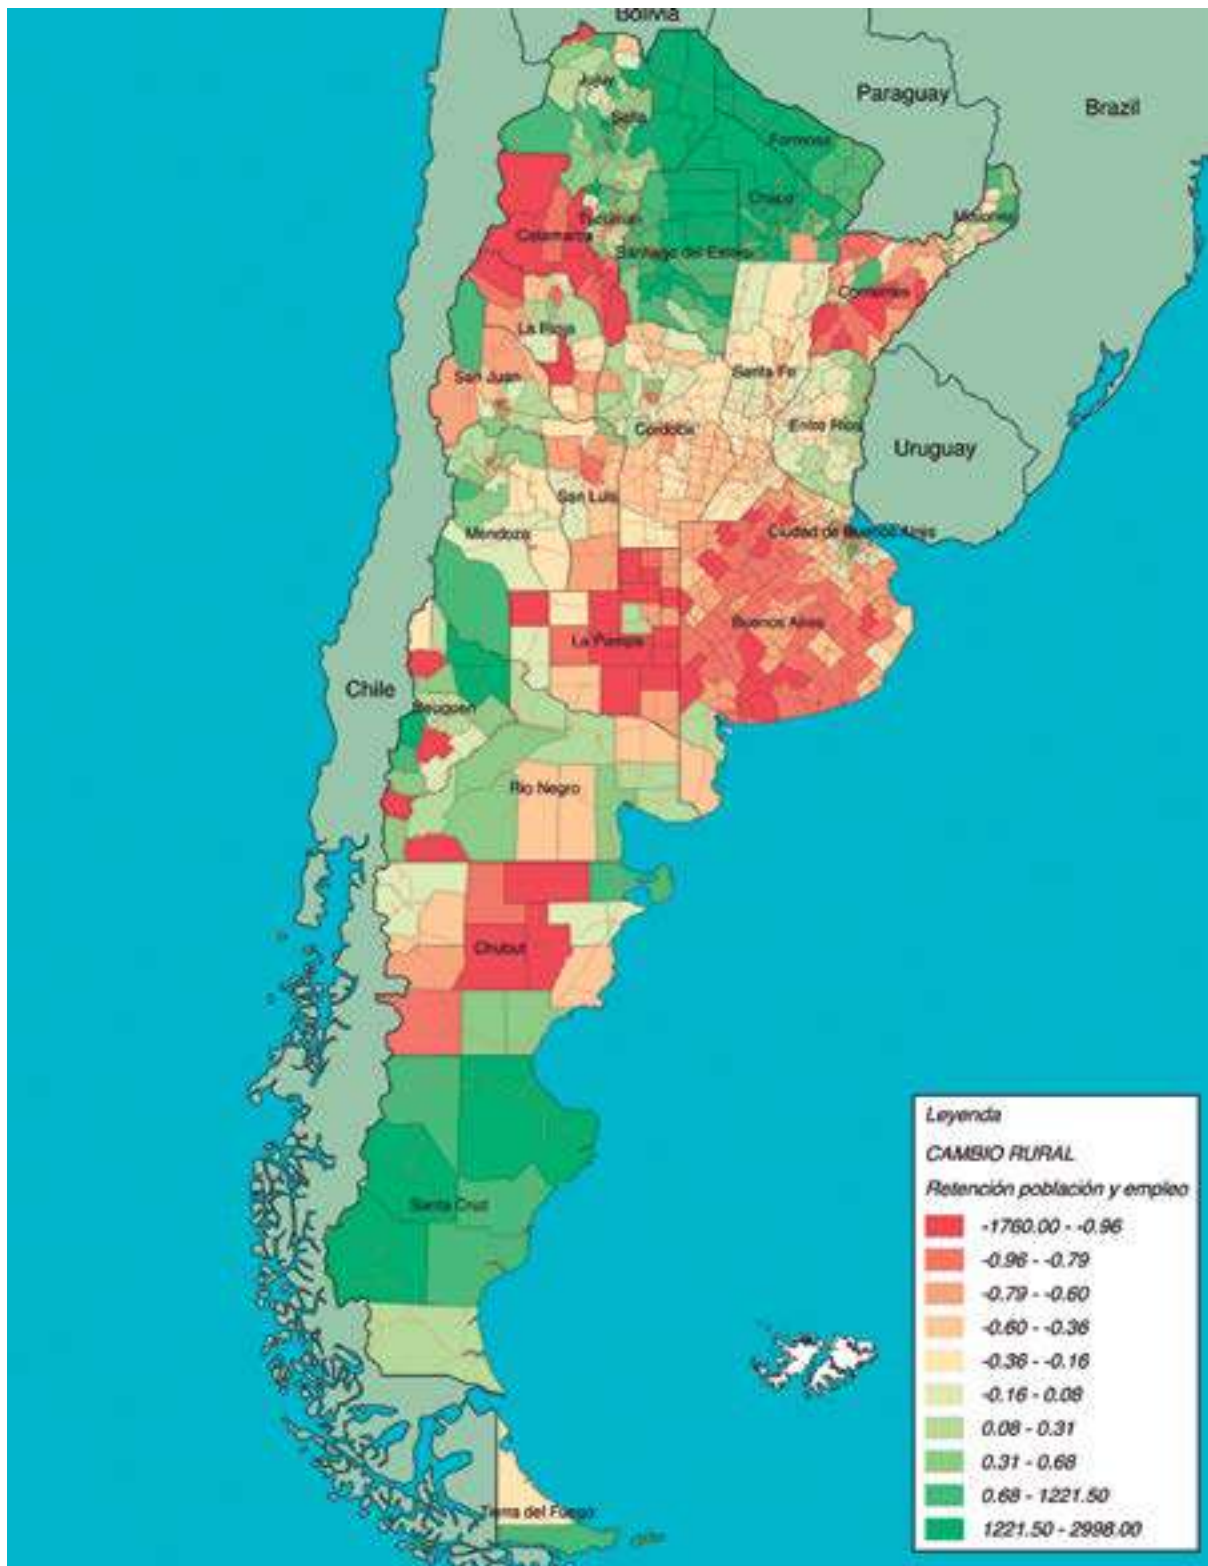 Bolivia
Jujuy
Salta
Paraguay
Brazil
Formosa
Chaco
Misiones
Tucumán
Catamarca
Santiago del Estero
Corrientes
La Rioja
San Juan
Santa Fe
Córdoba
Entre Ríos
Uruguay
San Luis
Mendoza
Ciudad de Buenos Aires
Buenos Aires
La Pampa
Chile
Neuquen
Rio Negro
Chubut
Santa Cruz
Tierra del Fuego
Leyenda
CAMBIO RURAL
Retención población y empleo
-1760.00 - -0.96
-0.96 - -0.79
-0.79 - -0.60
-0.60 - -0.36
-0.36 - -0.16
-0.16 - 0.08
0.08 - 0.31
0.31 - 0.68
0.68 - 1221.50
1221.50 - 2998.00